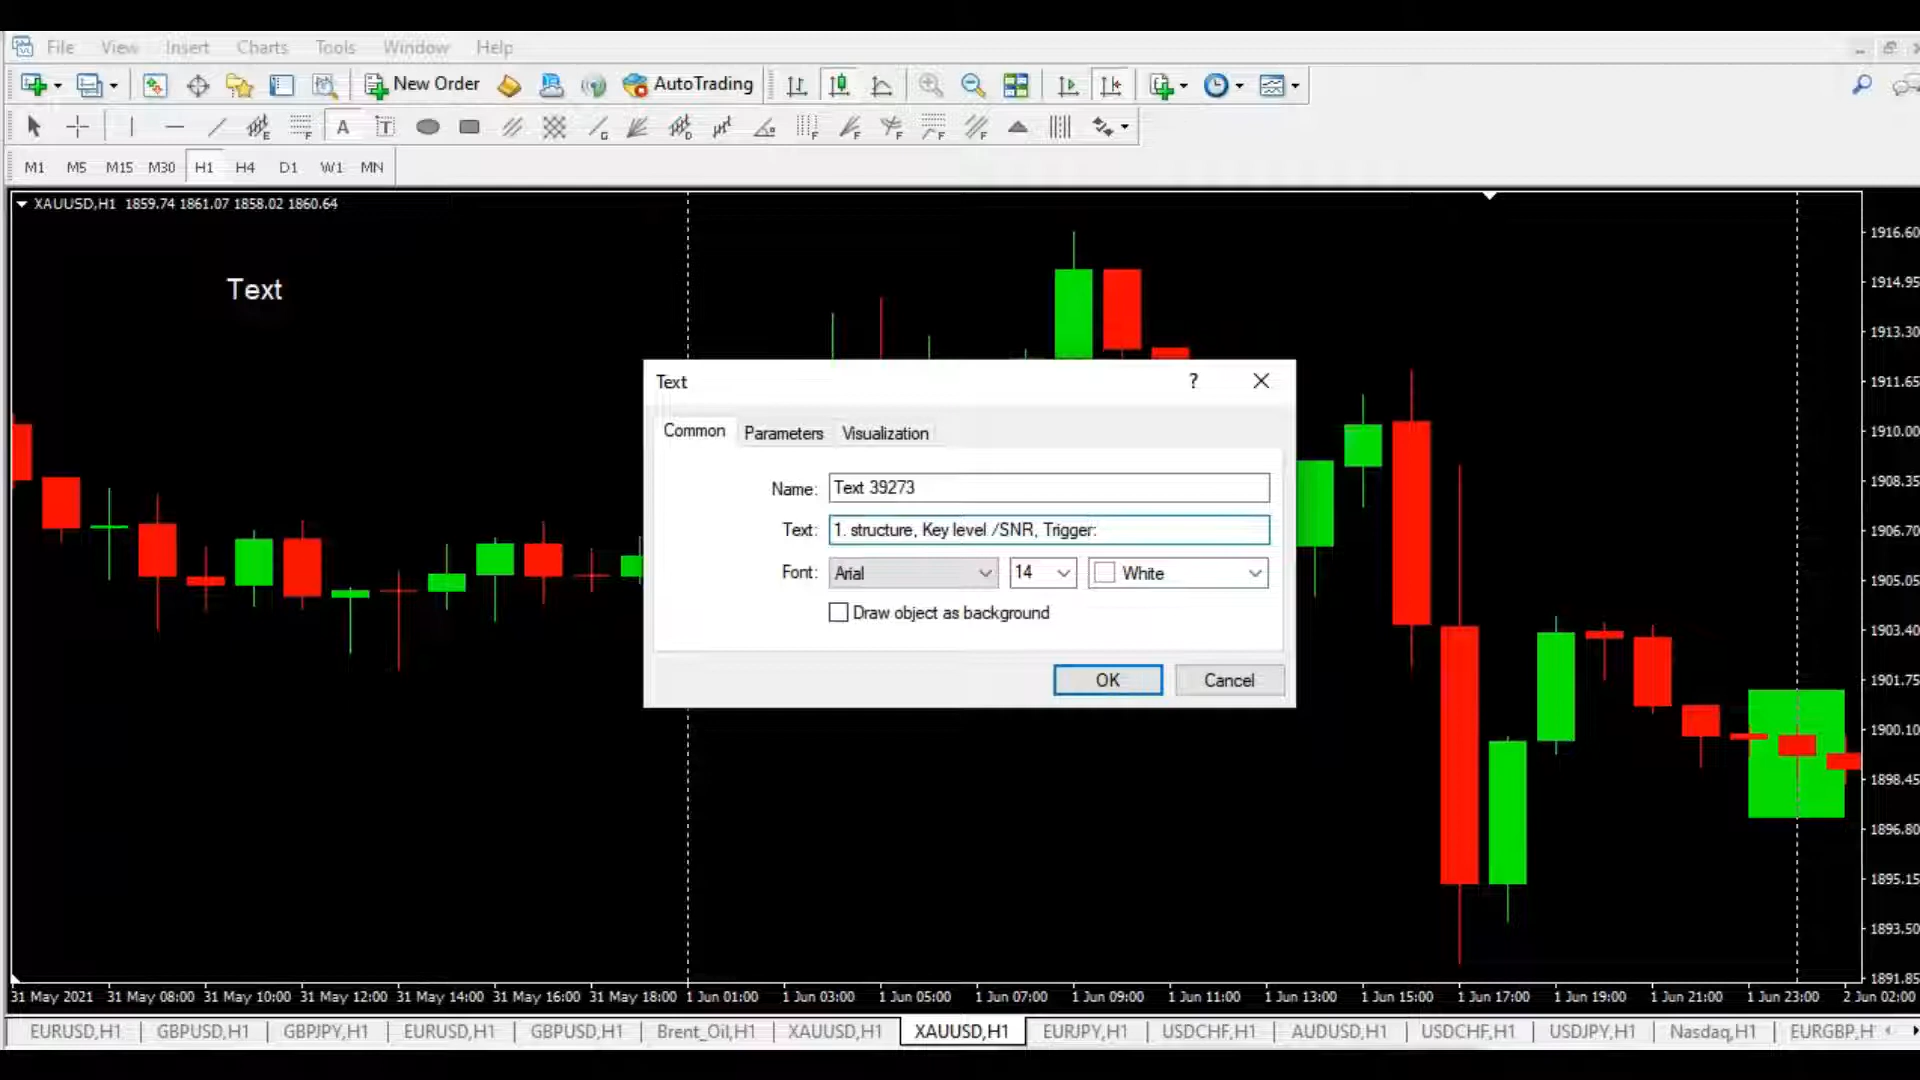 File View Insert Charts Tools Window Help
New Order AutoTrading
A T
M1 M5 M15 M30 H1 H4 D1 W1 MN
XAUUSD,H1 1859.74 1861.07 1858.02 1860.64
Text
1916.60
1914.95
1913.30
1911.65
1910.00
1908.35
1906.70
1905.05
1903.40
1901.75
1900.10
1898.45
1896.80
1895.15
1893.50
1891.85
Text ?
Common Parameters Visualization
Name: Text 39273
Text: 1. structure, Key level /SNR, Trigger:
Font: Arial 14 White
Draw object as background
OK Cancel
31 May 2021 31 May 08:00 31 May 10:00 31 May 12:00 31 May 14:00 31 May 16:00 31 May 18:00 1 Jun 01:00 1 Jun 03:00 1 Jun 05:00 1 Jun 07:00 1 Jun 09:00 1 Jun 11:00 1 Jun 13:00 1 Jun 15:00 1 Jun 17:00 1 Jun 19:00 1 Jun 21:00 1 Jun 23:00 2 Jun 02:00
EURUSD,H1 GBPUSD,H1 GBPJPY,H1 EURUSD,H1 GBPUSD,H1 Brent_Oil,H1 XAUUSD,H1 XAUUSD,H1 EURJPY,H1 USDCHF,H1 AUDUSD,H1 USDCHF,H1 USDJPY,H1 Nasdaq,H1 EURGBP,H